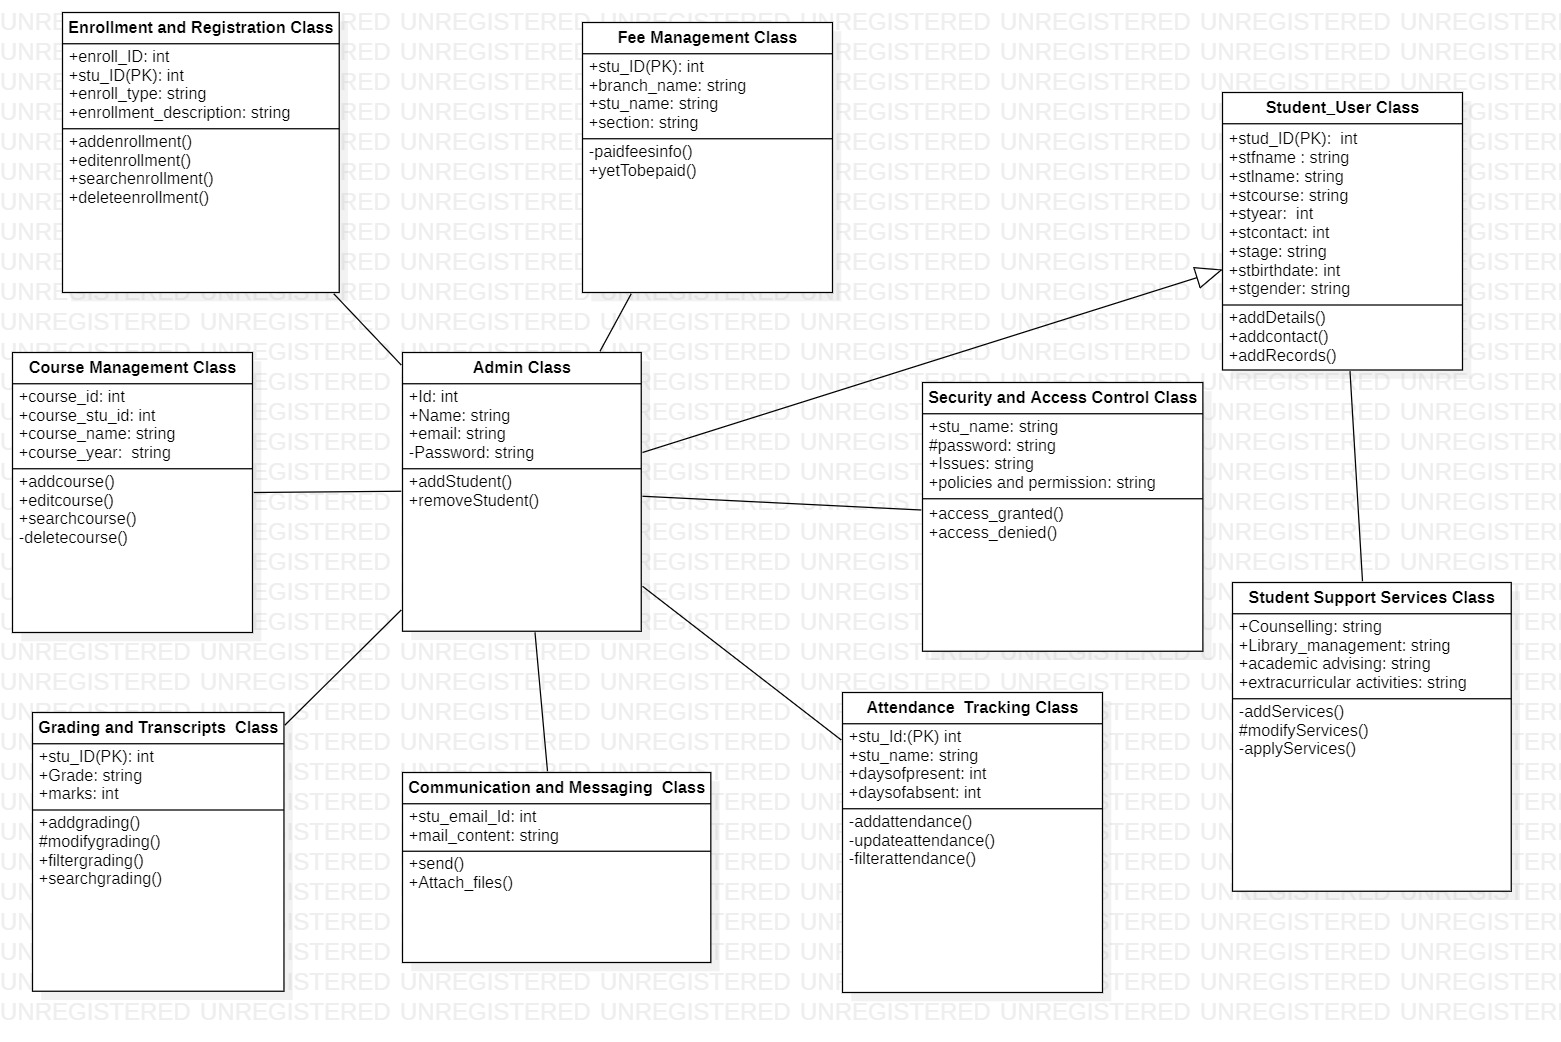 Enrollment and Registration Class
+enroll_ID: int
+stu_ID(PK): int
+enroll_type: string
+enrollment_description: string
+addenrollment()
+editenrollment()
+searchenrollment()
+deleteenrollment()
Fee Management Class
+stu_ID(PK): int
+branch_name: string
+stu_name: string
+section: string
-paidfeesinfo()
+yetTobepaid()
Student_User Class
+stud_ID(PK):  int
+stfname : string
+stlname: string
+stcourse: string
+styear:  int
+stcontact: int
+stage: string
+stbirthdate: int
+stgender: string
+addDetails()
+addcontact()
+addRecords()
Course Management Class
+course_id: int
+course_stu_id: int
+course_name: string
+course_year:  string
+addcourse()
+editcourse()
+searchcourse()
-deletecourse()
Admin Class
+Id: int
+Name: string
+email: string
-Password: string
+addStudent()
+removeStudent()
Security and Access Control Class
+stu_name: string
#password: string
+Issues: string
+policies and permission: string
+access_granted()
+access_denied()
Student Support Services Class
+Counselling: string
+Library_management: string
+academic advising: string
+extracurricular activities: string
-addServices()
#modifyServices()
-applyServices()
Grading and Transcripts  Class
+stu_ID(PK): int
+Grade: string
+marks: int
+addgrading()
#modifygrading()
+filtergrading()
+searchgrading()
Communication and Messaging  Class
+stu_email_Id: int
+mail_content: string
+send()
+Attach_files()
Attendance  Tracking Class
+stu_Id:(PK) int
+stu_name: string
+daysofpresent: int
+daysofabsent: int
-addattendance()
-updateattendance()
-filterattendance()
UNREGISTERED